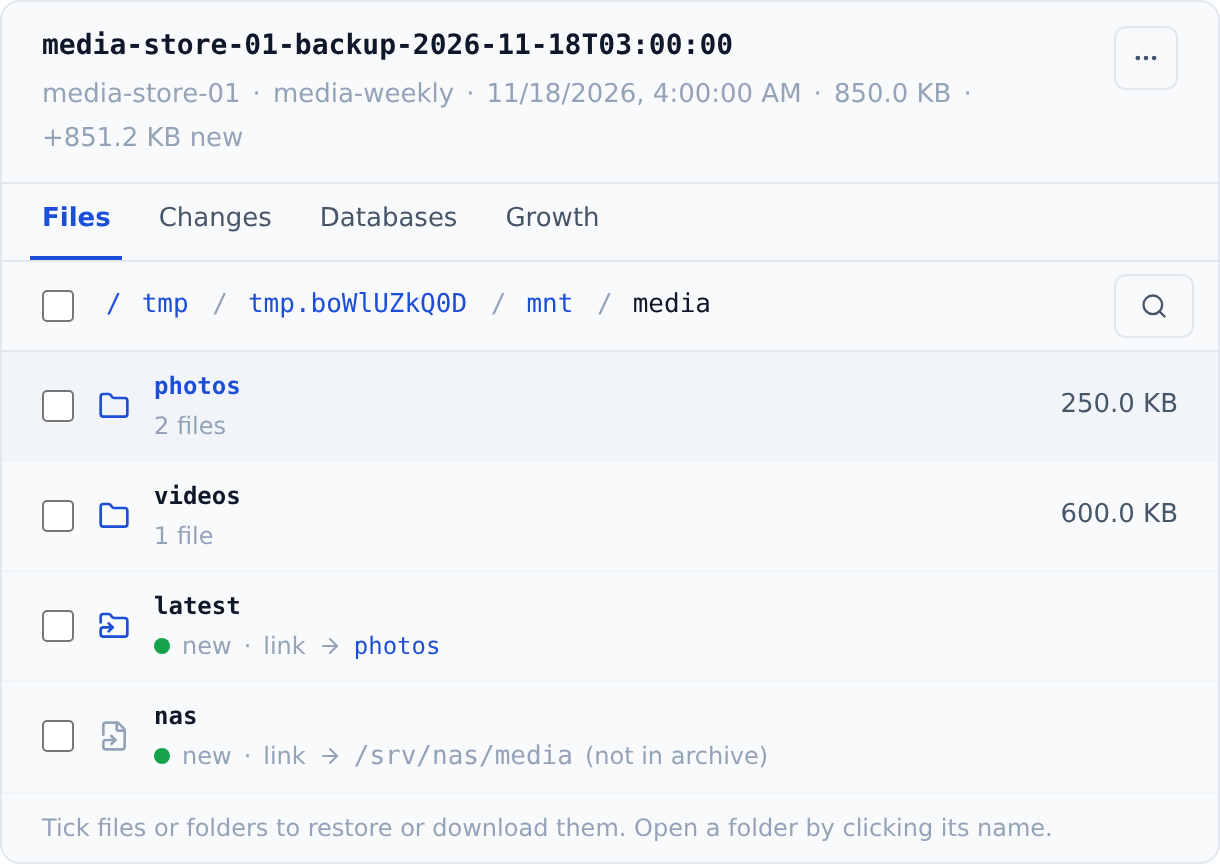 media-store-01-backup-2026-11-18T03:00:00
media-store-01 · media-weekly · 11/18/2026, 4:00:00 AM · 850.0 KB ·
+851.2 KB new
Files Changes Databases Growth
/ tmp / tmp.boWlUZkQ0D / mnt / media
photos
250.0 KB
2 files
videos
600.0 KB
1 file
latest
new · link → photos
nas
new · link → /srv/nas/media (not in archive)
Tick files or folders to restore or download them. Open a folder by clicking its name.